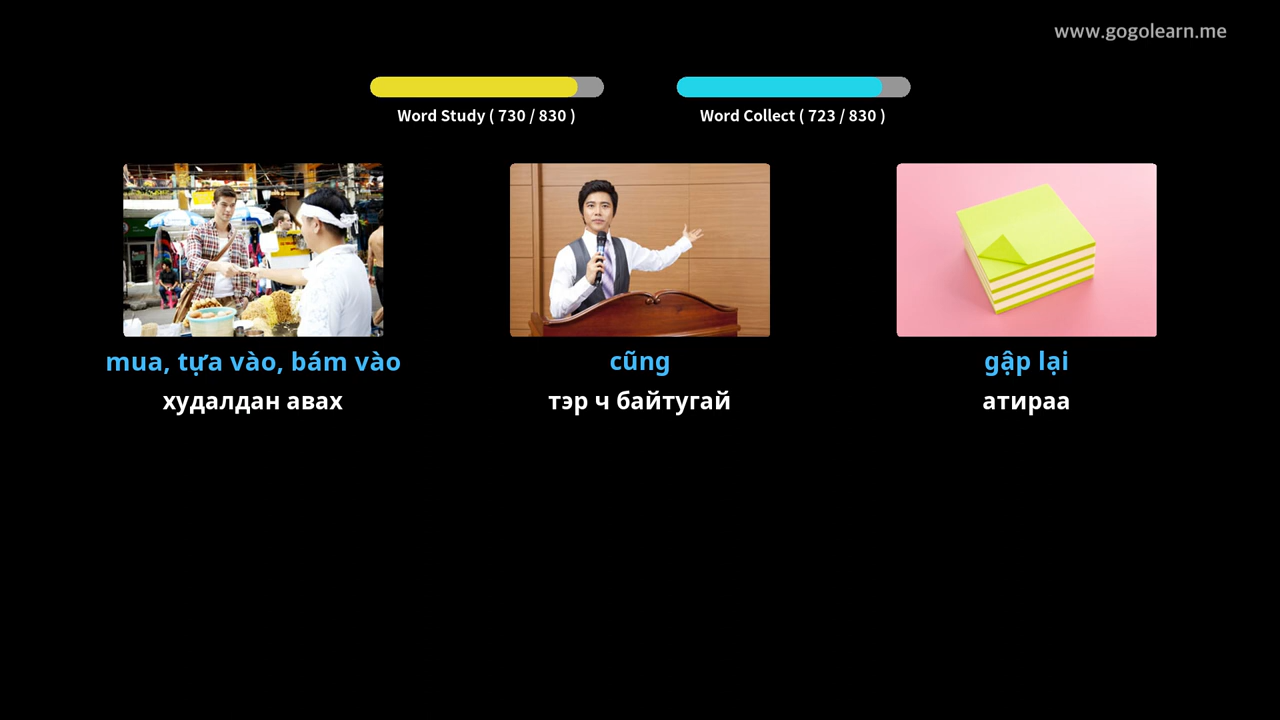 www.gogolearn.me
Word Study ( 730 / 830 )
Word Collect ( 723 / 830 )
mua, tựa vào, bám vào
худалдан авах
cũng
тэр ч байтугай
gập lại
атираа